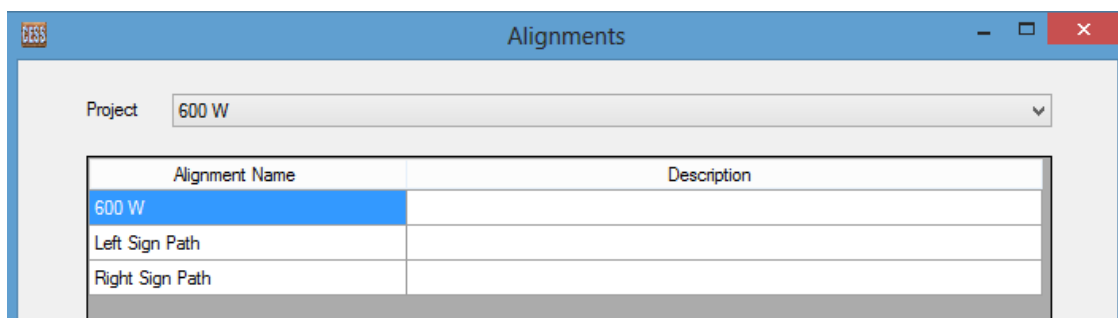 CESS
Alignments
Project 600 W
Alignment Name Description
600 W
Left Sign Path
Right Sign Path